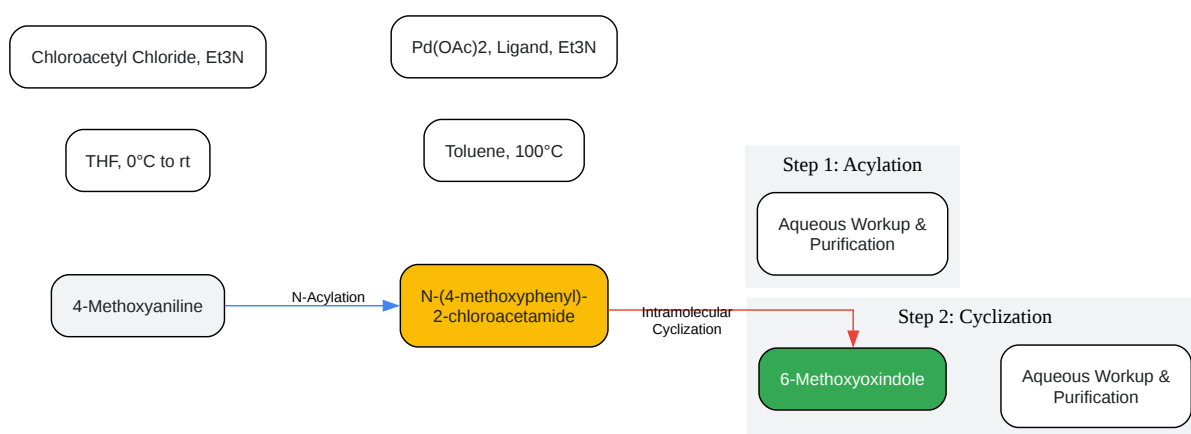 Chloroacetyl Chloride, Et3N
Pd(OAc)2, Ligand, Et3N
THF, 0°C to rt
Toluene, 100°C
Step 1: Acylation
Aqueous Workup &
Purification
4-Methoxyaniline
N-Acylation
N-(4-methoxyphenyl)-
2-chloroacetamide
Intramolecular
Cyclization
Step 2: Cyclization
6-Methoxyoxindole
Aqueous Workup &
Purification